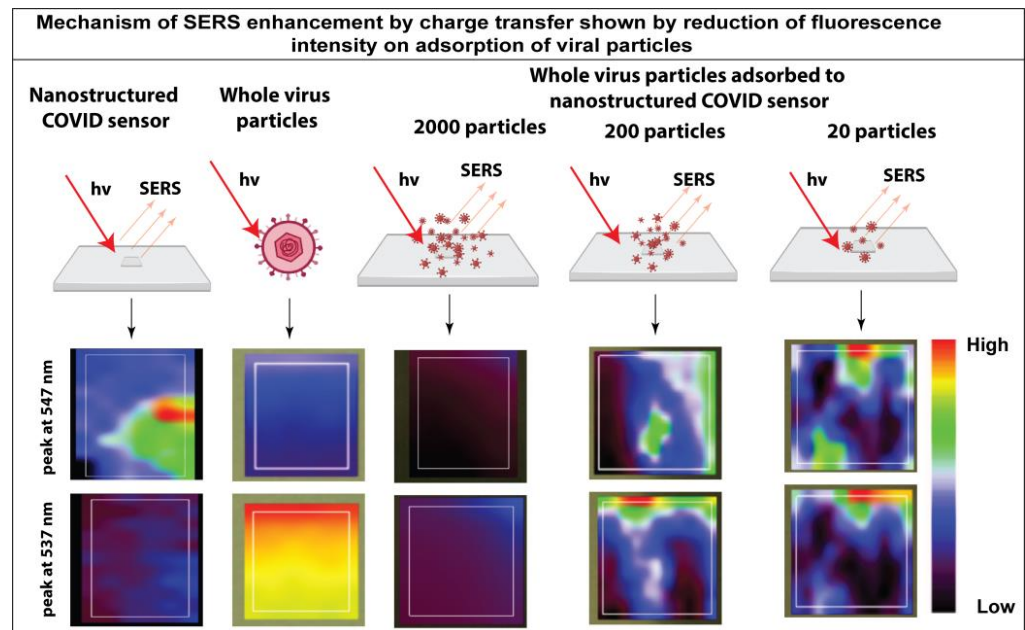 Mechanism of SERS enhancement by charge transfer shown by reduction of fluorescence
intensity on adsorption of viral particles
Nanostructured
COVID sensor
Whole virus
particles
Whole virus particles adsorbed to
nanostructured COVID sensor
2000 particles
200 particles
20 particles
hv
SERS
hv
hv
SERS
hv
SERS
hv
SERS
peak at 547 nm
peak at 537 nm
High
Low